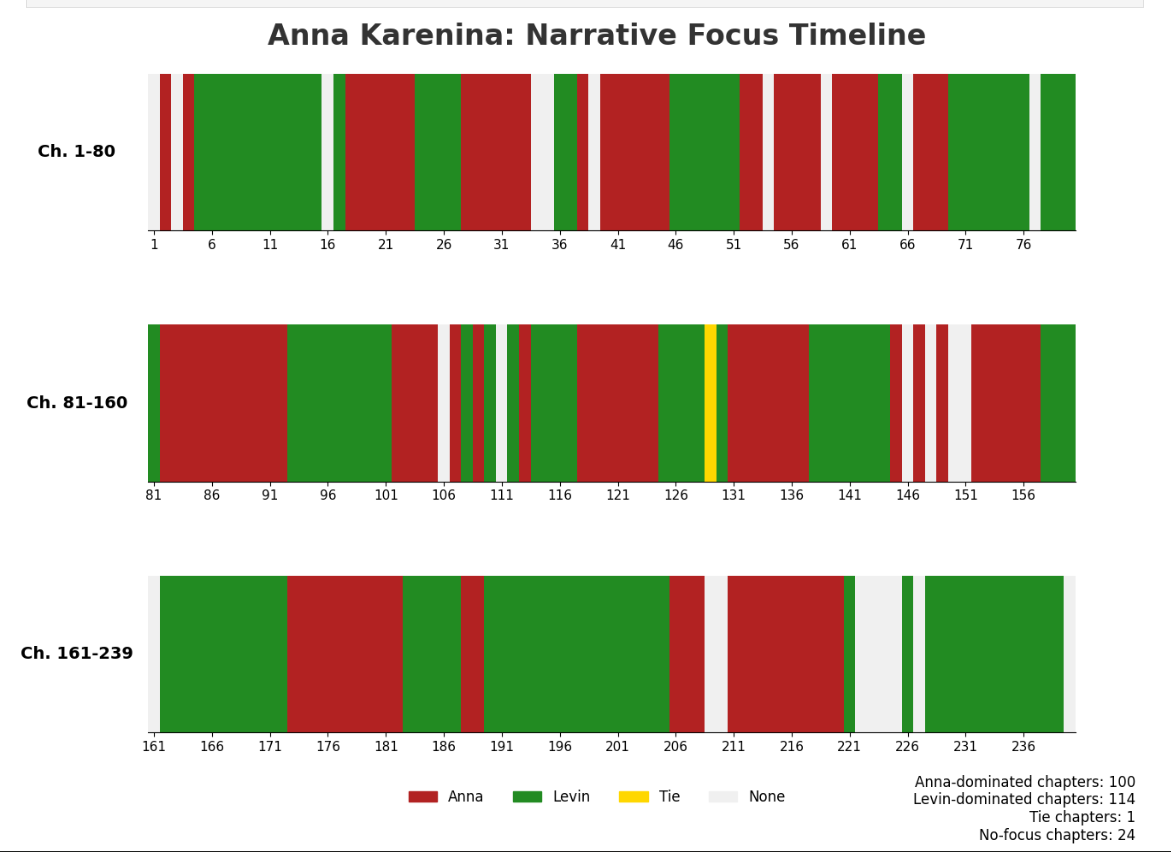 Anna Karenina: Narrative Focus Timeline
Ch. 1-80
1 6 11 16 21 26 31 36 41 46 51 56 61 66 71 76
Ch. 81-160
81 86 91 96 101 106 111 116 121 126 131 136 141 146 151 156
Ch. 161-239
161 166 171 176 181 186 191 196 201 206 211 216 221 226 231 236
Anna Levin Tie None
Anna-dominated chapters: 100
Levin-dominated chapters: 114
Tie chapters: 1
No-focus chapters: 24